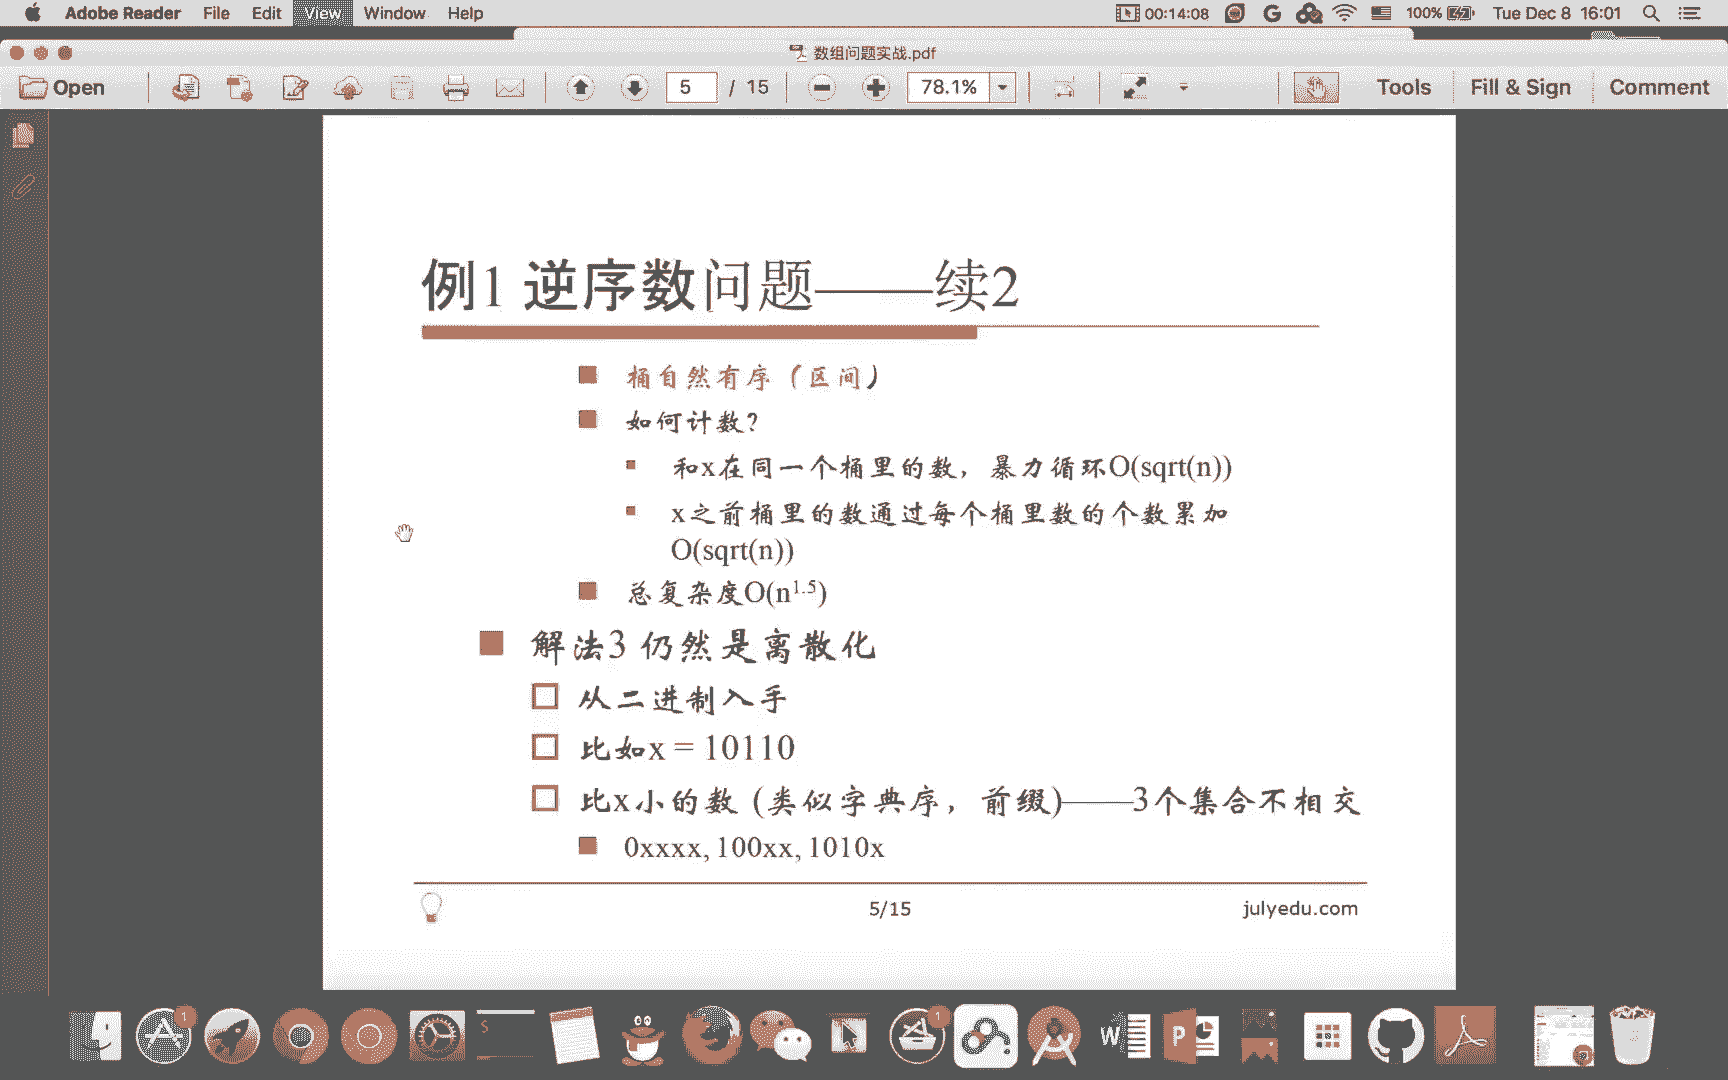 Adobe Reader File Edit View Window Help 00:14:08 100% Tue Dec 8 16:01
数组问题实战.pdf
Open 5 / 15 78.1% Tools Fill & Sign Comment
例1 逆序数问题——续2
桶自然有序（区间）
如何计数?
和x在同一个桶里的数，暴力循环O(sqrt(n))
x之前桶里的数通过每个桶里数的个数累加
O(sqrt(n))
总复杂度O(n^1.5)
解法3 仍然是离散化
从二进制入手
比如x = 10110
比x小的数 (类似字典序，前缀)——3个集合不相交
0xxxx, 100xx, 1010x
5/15 julyedu.com